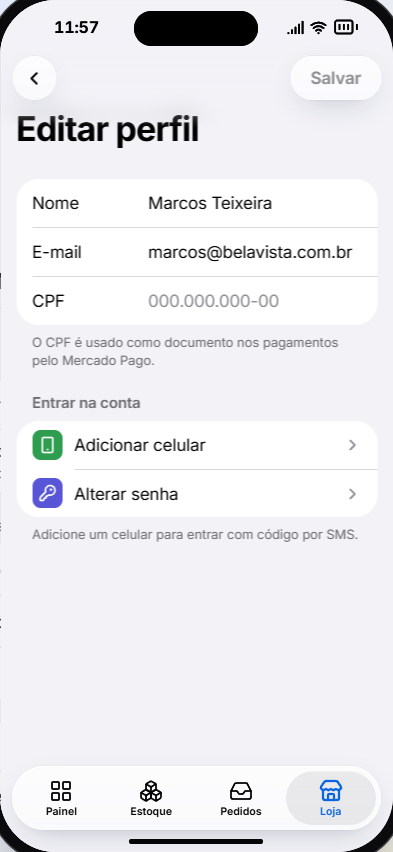 11:57
Salvar
Editar perfil
Nome Marcos Teixeira
E-mail marcos@belavista.com.br
CPF 000.000.000-00
O CPF é usado como documento nos pagamentos
pelo Mercado Pago.
Entrar na conta
Adicionar celular
Alterar senha
Adicione um celular para entrar com código por SMS.
Painel Estoque Pedidos Loja